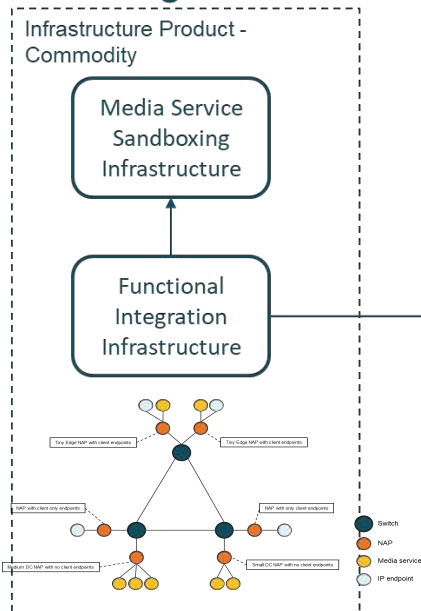 Infrastructure Product -
Commodity
Media Service
Sandboxing
Infrastructure
Functional
Integration
Infrastructure
Tiny Edge NAP with client endpoints
Tiny Edge NAP with client endpoints
NAP with client only endpoints
NAP with only client endpoints
Medium DC NAP with no client endpoints
Small DC NAP with no client endpoints
Switch
NAP
Media service
IP endpoint